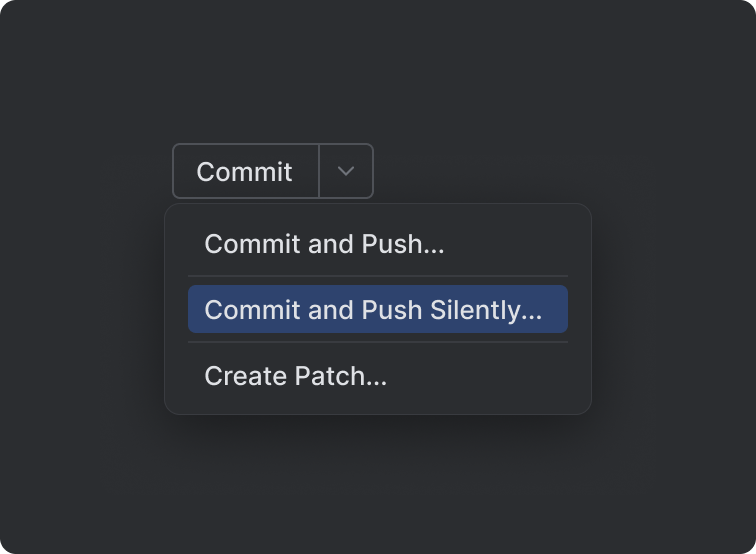 Commit
Commit and Push...
Commit and Push Silently...
Create Patch...